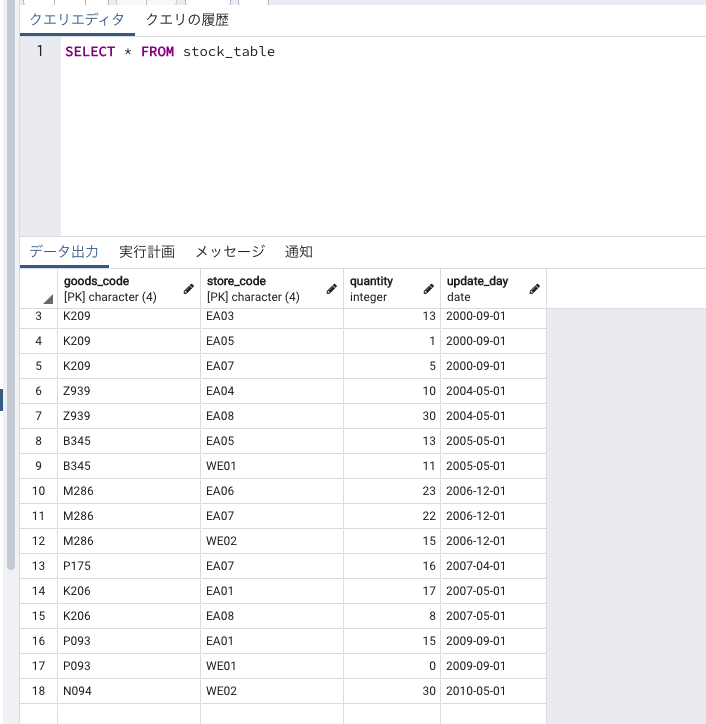 クエリエディタ クエリの履歴
1 SELECT * FROM stock_table
データ出力 実行計画 メッセージ 通知
goods_code store_code quantity update_day
[PK] character (4) [PK] character (4) integer date
3 K209 EA03 13 2000-09-01
4 K209 EA05 1 2000-09-01
5 K209 EA07 5 2000-09-01
6 Z939 EA04 10 2004-05-01
7 Z939 EA08 30 2004-05-01
8 B345 EA05 13 2005-05-01
9 B345 WE01 11 2005-05-01
10 M286 EA06 23 2006-12-01
11 M286 EA07 22 2006-12-01
12 M286 WE02 15 2006-12-01
13 P175 EA07 16 2007-04-01
14 K206 EA01 17 2007-05-01
15 K206 EA08 8 2007-05-01
16 P093 EA01 15 2009-09-01
17 P093 WE01 0 2009-09-01
18 N094 WE02 30 2010-05-01